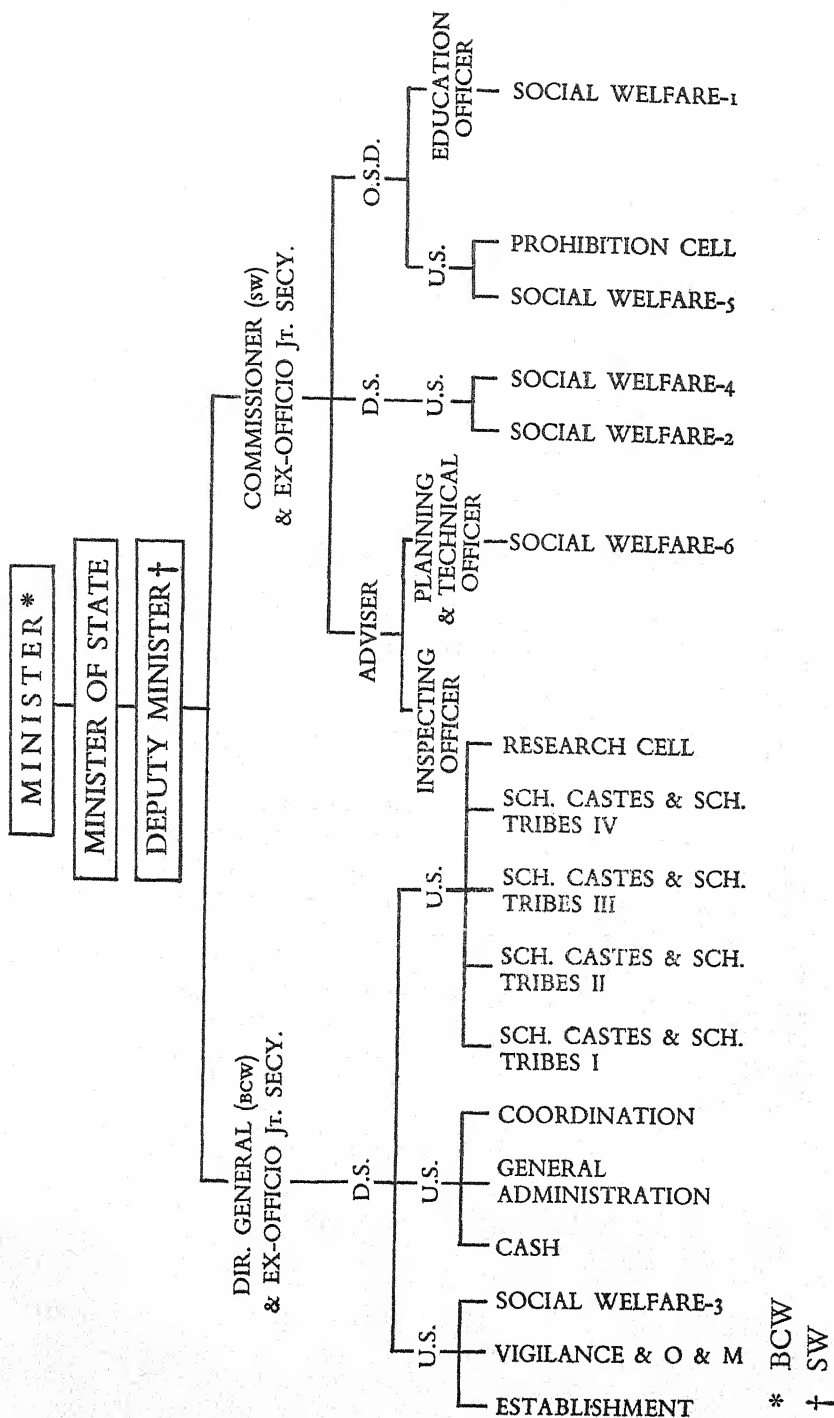 MINISTER*
MINISTER OF STATE
DEPUTY MINISTER†
DIR. GENERAL (BCW)
& EX-OFFICIO JT. SECY.
COMMISSIONER (SW)
& EX-OFFICIO JT. SECY.
D.S.
ADVISER
D.S.
O.S.D.
U.S.
U.S.
U.S.
INSPECTING
OFFICER
PLANNING
& TECHNICAL
OFFICER
U.S.
U.S.
EDUCATION
OFFICER
ESTABLISHMENT
VIGILANCE & O & M
SOCIAL WELFARE-3
CASH
GENERAL
ADMINISTRATION
COORDINATION
SCH. CASTES & SCH.
TRIBES I
SCH. CASTES & SCH.
TRIBES II
SCH. CASTES & SCH.
TRIBES III
SCH. CASTES & SCH.
TRIBES IV
RESEARCH CELL
SOCIAL WELFARE-6
SOCIAL WELFARE-2
SOCIAL WELFARE-4
SOCIAL WELFARE-5
PROHIBITION CELL
SOCIAL WELFARE-1
* BCW
† SW